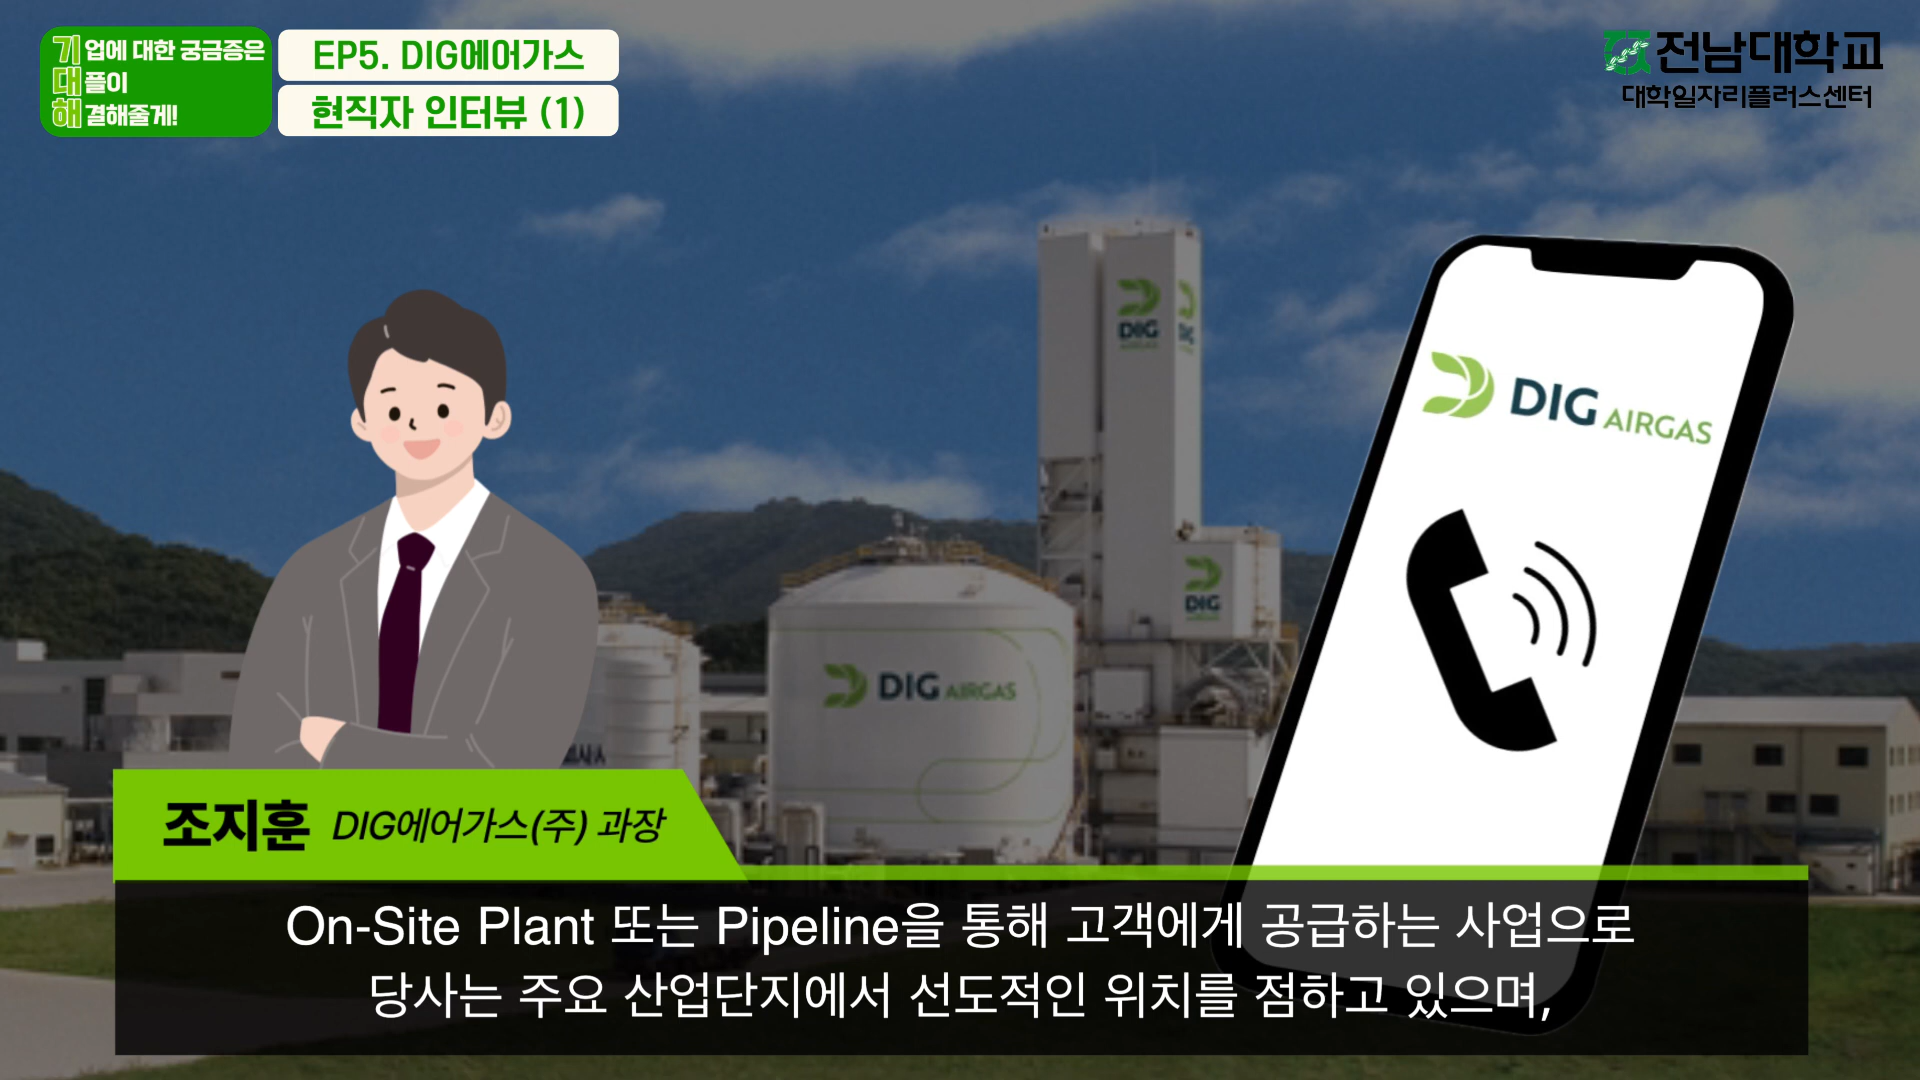 기업에 대한 궁금증은
대플이
해결해줄게!
EP5. DIG에어가스
현직자 인터뷰 (1)
전남대학교
대학일자리플러스센터
DIG
AIRGAS
DIG
DIG AIRGAS
DIG
DIG AIRGAS
조지훈 DIG에어가스(주) 과장
On-Site Plant 또는 Pipeline을 통해 고객에게 공급하는 사업으로
당사는 주요 산업단지에서 선도적인 위치를 점하고 있으며,